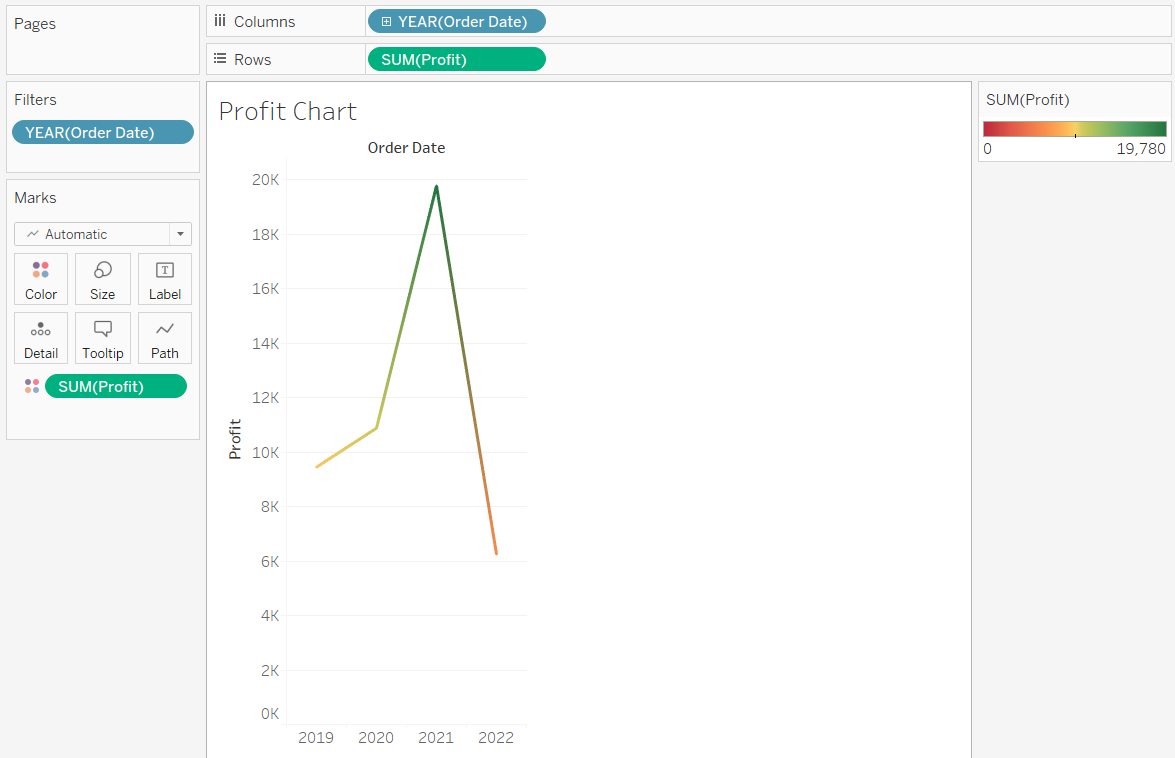 Pages
Columns
YEAR(Order Date)
Rows
SUM(Profit)
Filters
YEAR(Order Date)
Marks
Automatic
Color
Size
T
Label
Detail
Tooltip
Path
SUM(Profit)
Profit Chart
Order Date
Profit
20K
18K
16K
14K
12K
10K
8K
6K
4K
2K
0K
2019 2020 2021 2022
SUM(Profit)
0 19,780